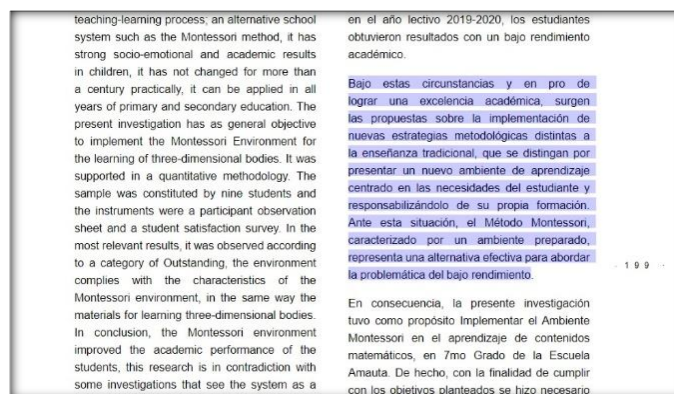 teaching-learning process; an alternative school
system such as the Montessori method, it has
strong socio-emotional and academic results
in children, it has not changed for more than
a century practically, it can be applied in all
years of primary and secondary education. The
present investigation has as general objective
to implement the Montessori Environment for
the learning of three-dimensional bodies. It was
supported in a quantitative methodology. The
sample was constituted by nine students and
the instruments were a participant observation
sheet and a student satisfaction survey. In the
most relevant results, it was observed according
to a category of Outstanding, the environment
complies with the characteristics of the
Montessori environment, in the same way the
materials for learning three-dimensional bodies.
In conclusion, the Montessori environment
improved the academic performance of the
students, this research is in contradiction with
some investigations that see the system as a
en el año lectivo 2019-2020, los estudiantes
obtuvieron resultados con un bajo rendimiento
académico.
Bajo estas circunstancias y en pro de
lograr una excelencia académica, surgen
las propuestas sobre la implementación de
nuevas estrategias metodológicas distintas a
la enseñanza tradicional, que se distingan por
presentar un nuevo ambiente de aprendizaje
centrado en las necesidades del estudiante y
responsabilizándolo de su propia formación.
Ante esta situación, el Método Montessori,
caracterizado por un ambiente preparado,
representa una alternativa efectiva para abordar
la problemática del bajo rendimiento.
En consecuencia, la presente investigación
tuvo como propósito Implementar el Ambiente
Montessori en el aprendizaje de contenidos
matemáticos, en 7mo Grado de la Escuela
Amauta. De hecho, con la finalidad de cumplir
con los objetivos planteados se hizo necesario
· 199 ·